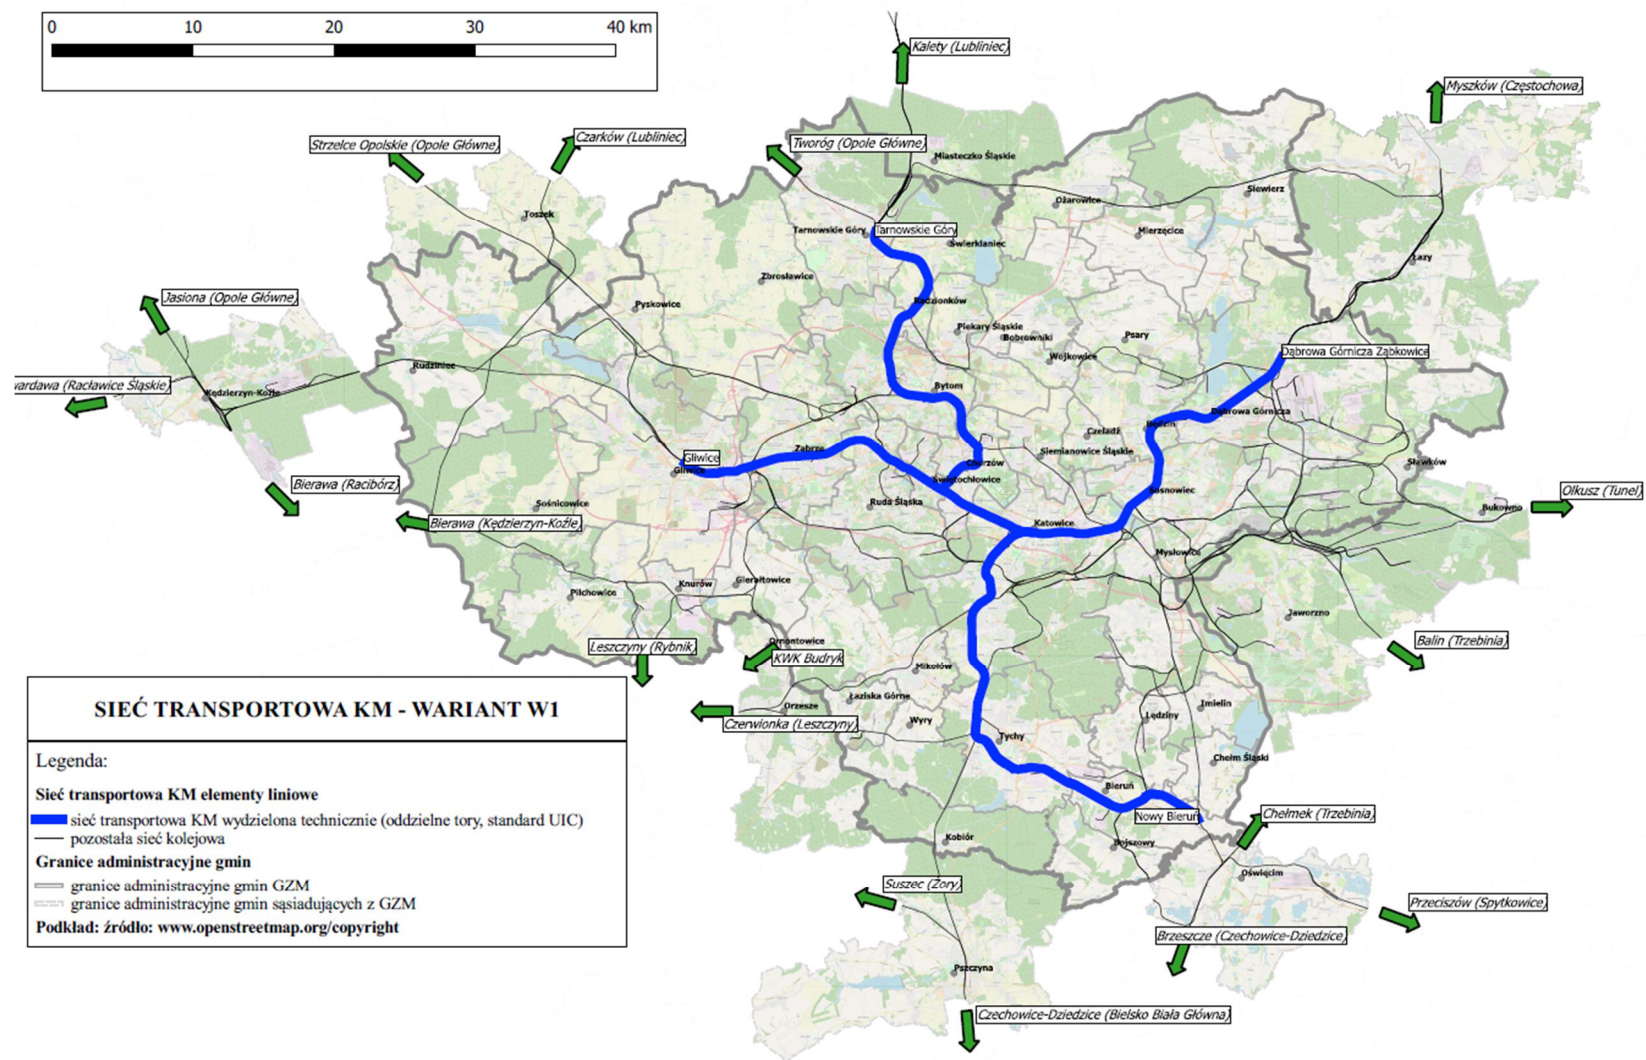 0 10 20 30 40 km
Kalety (Lubliniec)
Myszków (Częstochowa)
Czarków (Lubliniec)
Strzelce Opolskie (Opole Główne)
Tworóg (Opole Główne)
Miasteczko Śląskie
Siewierz
Ożarowice
Toszek
Tarnowskie Góry
Tarnowskie Góry
Mierzęcice
Świerklaniec
Łazy
Zbrosławice
Jasiona (Opole Główne)
Pyskowice
Radzionków
Piekary Śląskie
Bobrowniki
Psary
Wojkowice
Dąbrowa Górnicza Ząbkowice
Rudziniec
wardawa (Racławice Śląskie)
Kędzierzyn-Koźle
Bytom
Dąbrowa Górnicza
Będzin
Czeladź
Zabrze
Siemianowice Śląskie
Gliwice
Gliwice
Chorzów
Sławków
Świętochłowice
Bierawa (Racibórz)
Sosnowiec
Olkusz (Tunel)
Sośnicowice
Ruda Śląska
Bukowno
Bierawa (Kędzierzyn-Koźle)
Katowice
Mysłowice
Knurów
Gierałtowice
Pilchowice
Jaworzno
Ornontowice
Balin (Trzebinia)
Leszczyny (Rybnik)
KWK Budryk
Mikołów
Łaziska Górne
Orzesze
Imielin
Lędziny
Wyry
Czerwionka (Leszczyny)
Tychy
Chełm Śląski
Bieruń
Nowy Bieruń
Chełmek (Trzebinia)
Kobiór
Bojszowy
Oświęcim
Suszec (Żory)
Przeciszów (Spytkowice)
Brzeszcze (Czechowice-Dziedzice)
Pszczyna
Czechowice-Dziedzice (Bielsko Biała Główna)
SIEĆ TRANSPORTOWA KM - WARIANT W1
Legenda:
Sieć transportowa KM elementy liniowe
sieć transportowa KM wydzielona technicznie (oddzielne tory, standard UIC)
pozostała sieć kolejowa
Granice administracyjne gmin
granice administracyjne gmin GZM
granice administracyjne gmin sąsiadujących z GZM
Podkład: źródło: www.openstreetmap.org/copyright